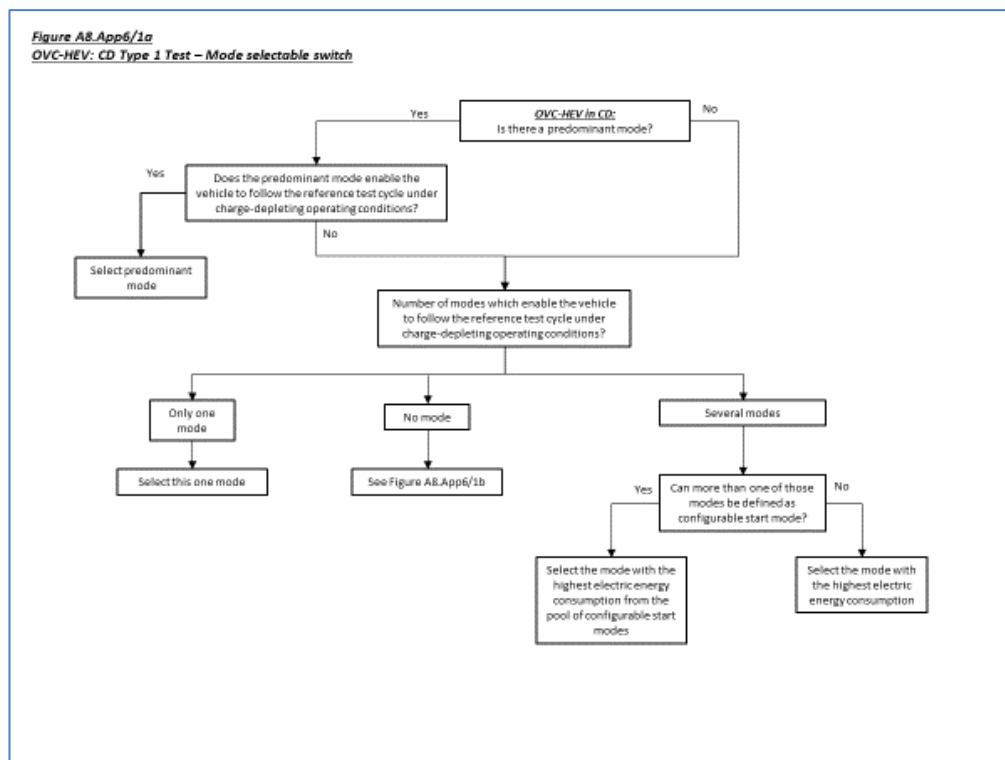 Figure A8.App6/1a
OVC-HEV: CD Type 1 Test – Mode selectable switch
OVC-HEV in CD:
Is there a predominant mode?
Yes
No
Does the predominant mode enable the
vehicle to follow the reference test cycle under
charge-depleting operating conditions?
Yes
No
Select predominant
mode
Number of modes which enable the vehicle
to follow the reference test cycle under
charge-depleting operating conditions?
Only one
mode
No mode
Several modes
Select this one mode
See Figure A8.App6/1b
Can more than one of those
modes be defined as
configurable start mode?
Yes
No
Select the mode with the
highest electric energy
consumption from the
pool of configurable start
modes
Select the mode with
the highest electric
energy consumption